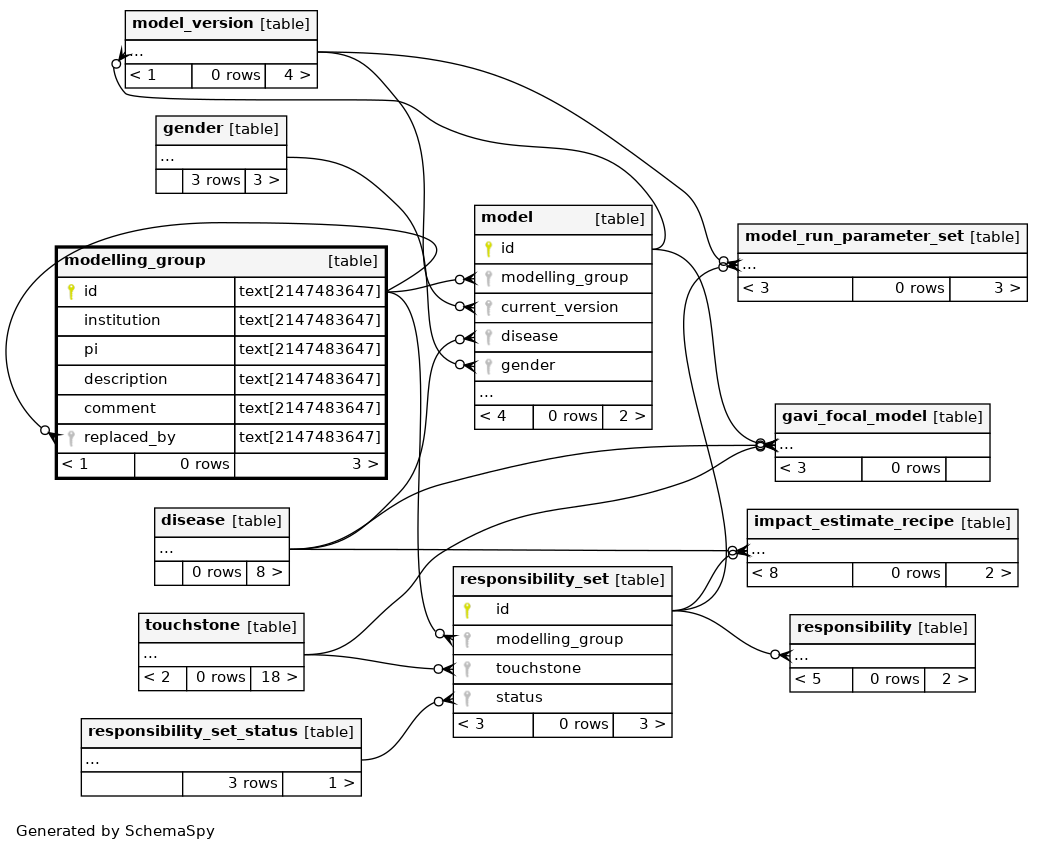 model_version [table]
...
< 1 0 rows 4 >
gender [table]
...
3 rows 3 >
modelling_group [table]
id text[2147483647]
institution text[2147483647]
pi text[2147483647]
description text[2147483647]
comment text[2147483647]
replaced_by text[2147483647]
< 1 0 rows 3 >
model [table]
id
modelling_group
current_version
disease
gender
...
< 4 0 rows 2 >
model_run_parameter_set [table]
...
< 3 0 rows 3 >
gavi_focal_model [table]
...
< 3 0 rows
disease [table]
...
0 rows 8 >
impact_estimate_recipe [table]
...
< 8 0 rows 2 >
touchstone [table]
...
< 2 0 rows 18 >
responsibility_set [table]
id
modelling_group
touchstone
status
< 3 0 rows 3 >
responsibility [table]
...
< 5 0 rows 2 >
responsibility_set_status [table]
...
3 rows 1 >
Generated by SchemaSpy